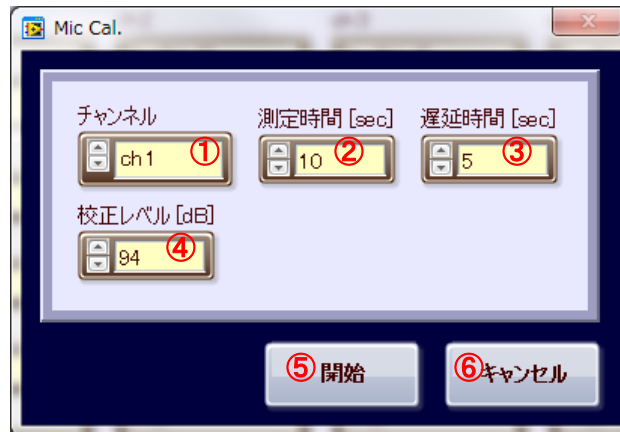 Mic Cal.
チャンネル 測定時間 [sec] 遅延時間 [sec]
ch1 ① 10 ② 5 ③
校正レベル [dB]
94 ④
⑤ 開始 ⑥ キャンセル